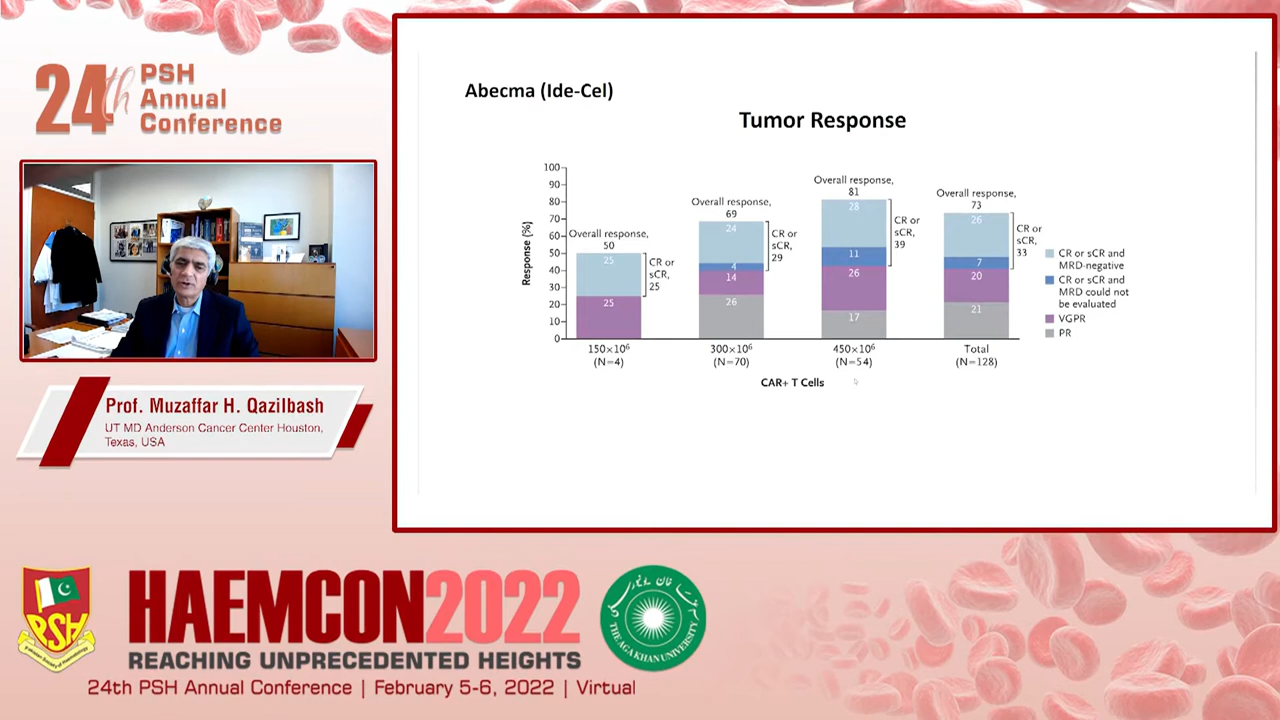 24th PSH
Annual
Conference
Prof. Muzaffar H. Qazilbash
UT MD Anderson Cancer Center Houston,
Texas, USA
Abecma (Ide-Cel)
Tumor Response
Response (%)
100
90
80
70
60
50
40
30
20
10
0
Overall response,
50
25
25
CR or
sCR,
25
150×10⁶
(N=4)
Overall response,
69
24
4
14
26
CR or
sCR,
29
300×10⁶
(N=70)
Overall response,
81
28
11
26
17
CR or
sCR,
39
450×10⁶
(N=54)
Overall response,
73
26
7
20
21
CR or
sCR,
33
Total
(N=128)
CAR+ T Cells
CR or sCR and
MRD-negative
CR or sCR and
MRD could not
be evaluated
VGPR
PR
PSH
HAEMCON2022
REACHING UNPRECEDENTED HEIGHTS
24th PSH Annual Conference | February 5-6, 2022 | Virtual
THE AGA KHAN UNIVERSITY